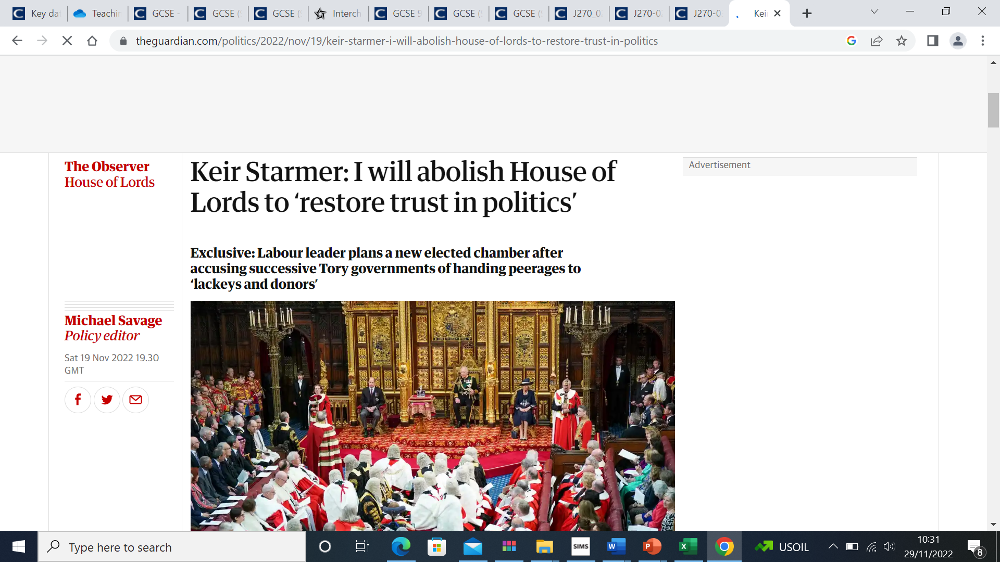 Key da
Teachin
GCSE -
GCSE (
GCSE (
Interch
GCSE 9
GCSE (
GCSE (
J270_0
J270-0
J270-0
Kei
theguardian.com/politics/2022/nov/19/keir-starmer-i-will-abolish-house-of-lords-to-restore-trust-in-politics
The Observer
House of Lords
Keir Starmer: I will abolish House of
Lords to ‘restore trust in politics’
Advertisement
Exclusive: Labour leader plans a new elected chamber after
accusing successive Tory governments of handing peerages to
‘lackeys and donors’
Michael Savage
Policy editor
Sat 19 Nov 2022 19.30
GMT
Type here to search
SIMS
USOIL
10:31
29/11/2022
8